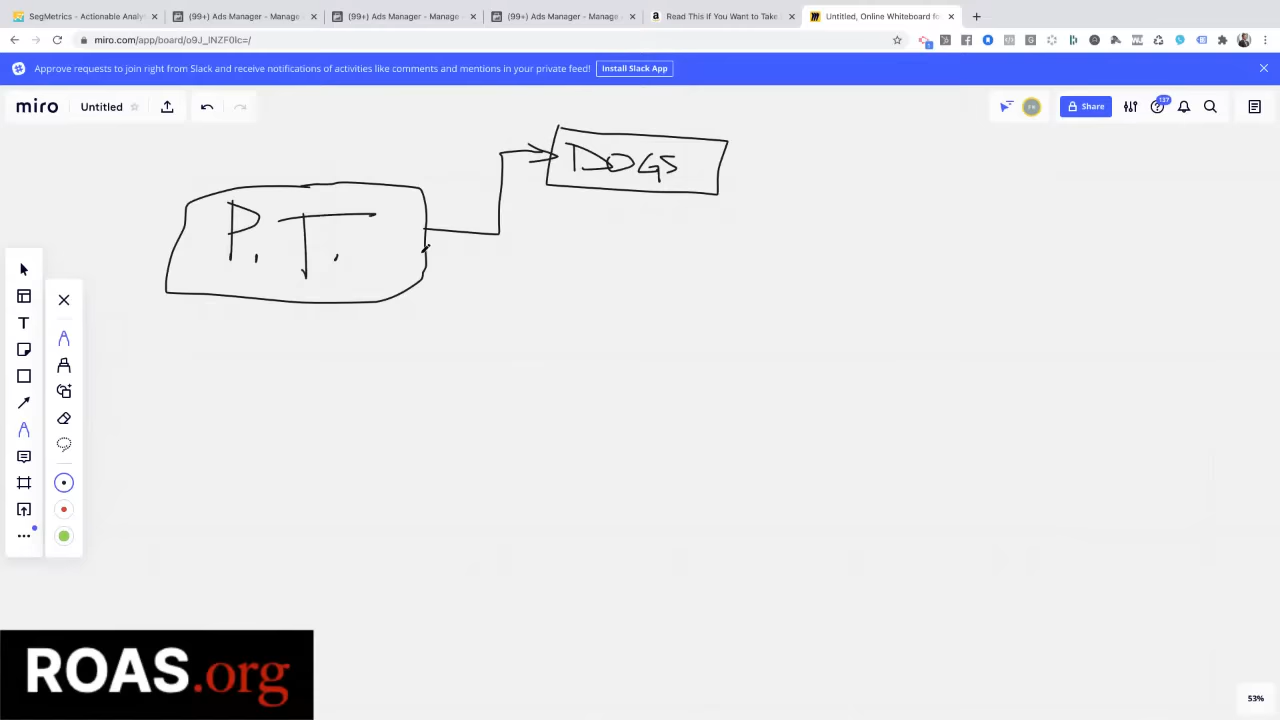 SegMetrics - Actionable Analy
(99+) Ads Manager - Manage
(99+) Ads Manager - Manage
(99+) Ads Manager - Manage
Read This if You Want to Take
Untitled, Online Whiteboard fo
miro.com/app/board/o9J_lNZF0lc=/
Approve requests to join right from Slack and receive notifications of activities like comments and mentions in your private feed!
Install Slack App
miro
Untitled
Share
137
DOGS
P.T.
ROAS.org
53%